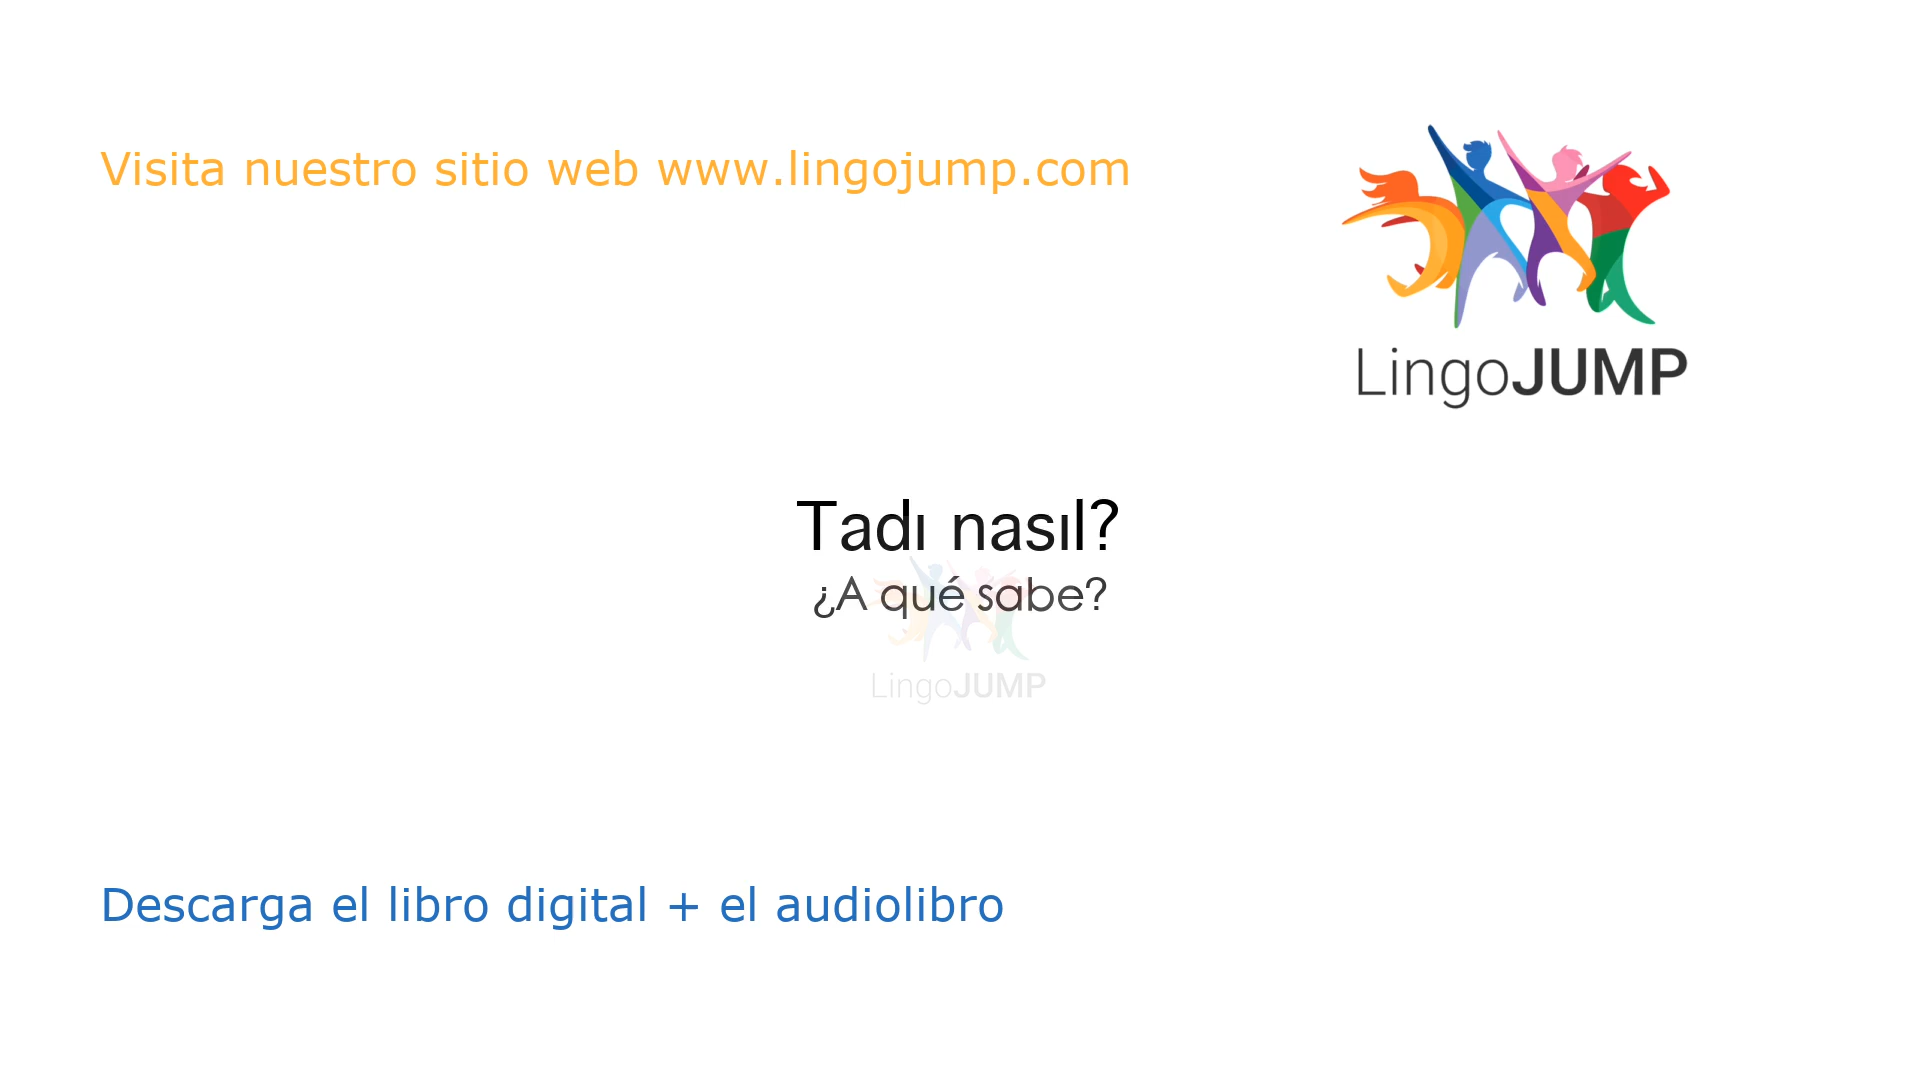 Visita nuestro sitio web www.lingojump.com
LingoJUMP
Tadı nasıl?
¿A qué sabe?
LingoJUMP
Descarga el libro digital + el audiolibro